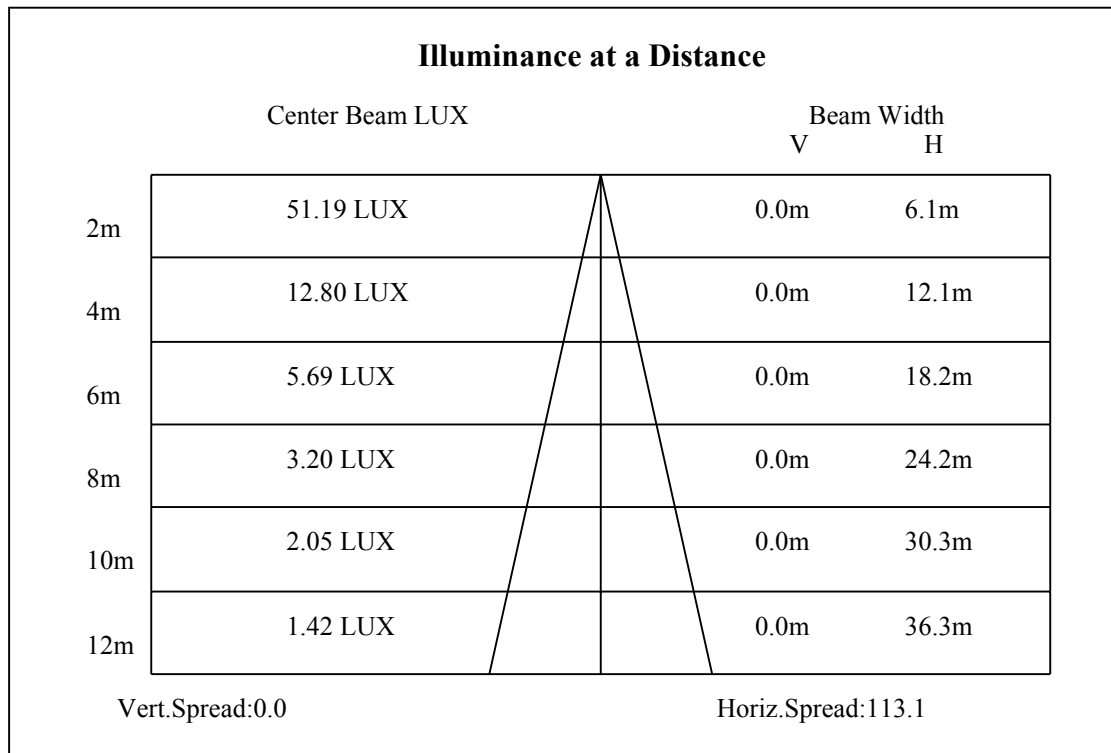 Illuminance at a Distance
Center Beam LUX Beam Width
V H
2m 51.19 LUX 0.0m 6.1m
4m 12.80 LUX 0.0m 12.1m
6m 5.69 LUX 0.0m 18.2m
8m 3.20 LUX 0.0m 24.2m
10m 2.05 LUX 0.0m 30.3m
12m 1.42 LUX 0.0m 36.3m
Vert.Spread:0.0 Horiz.Spread:113.1